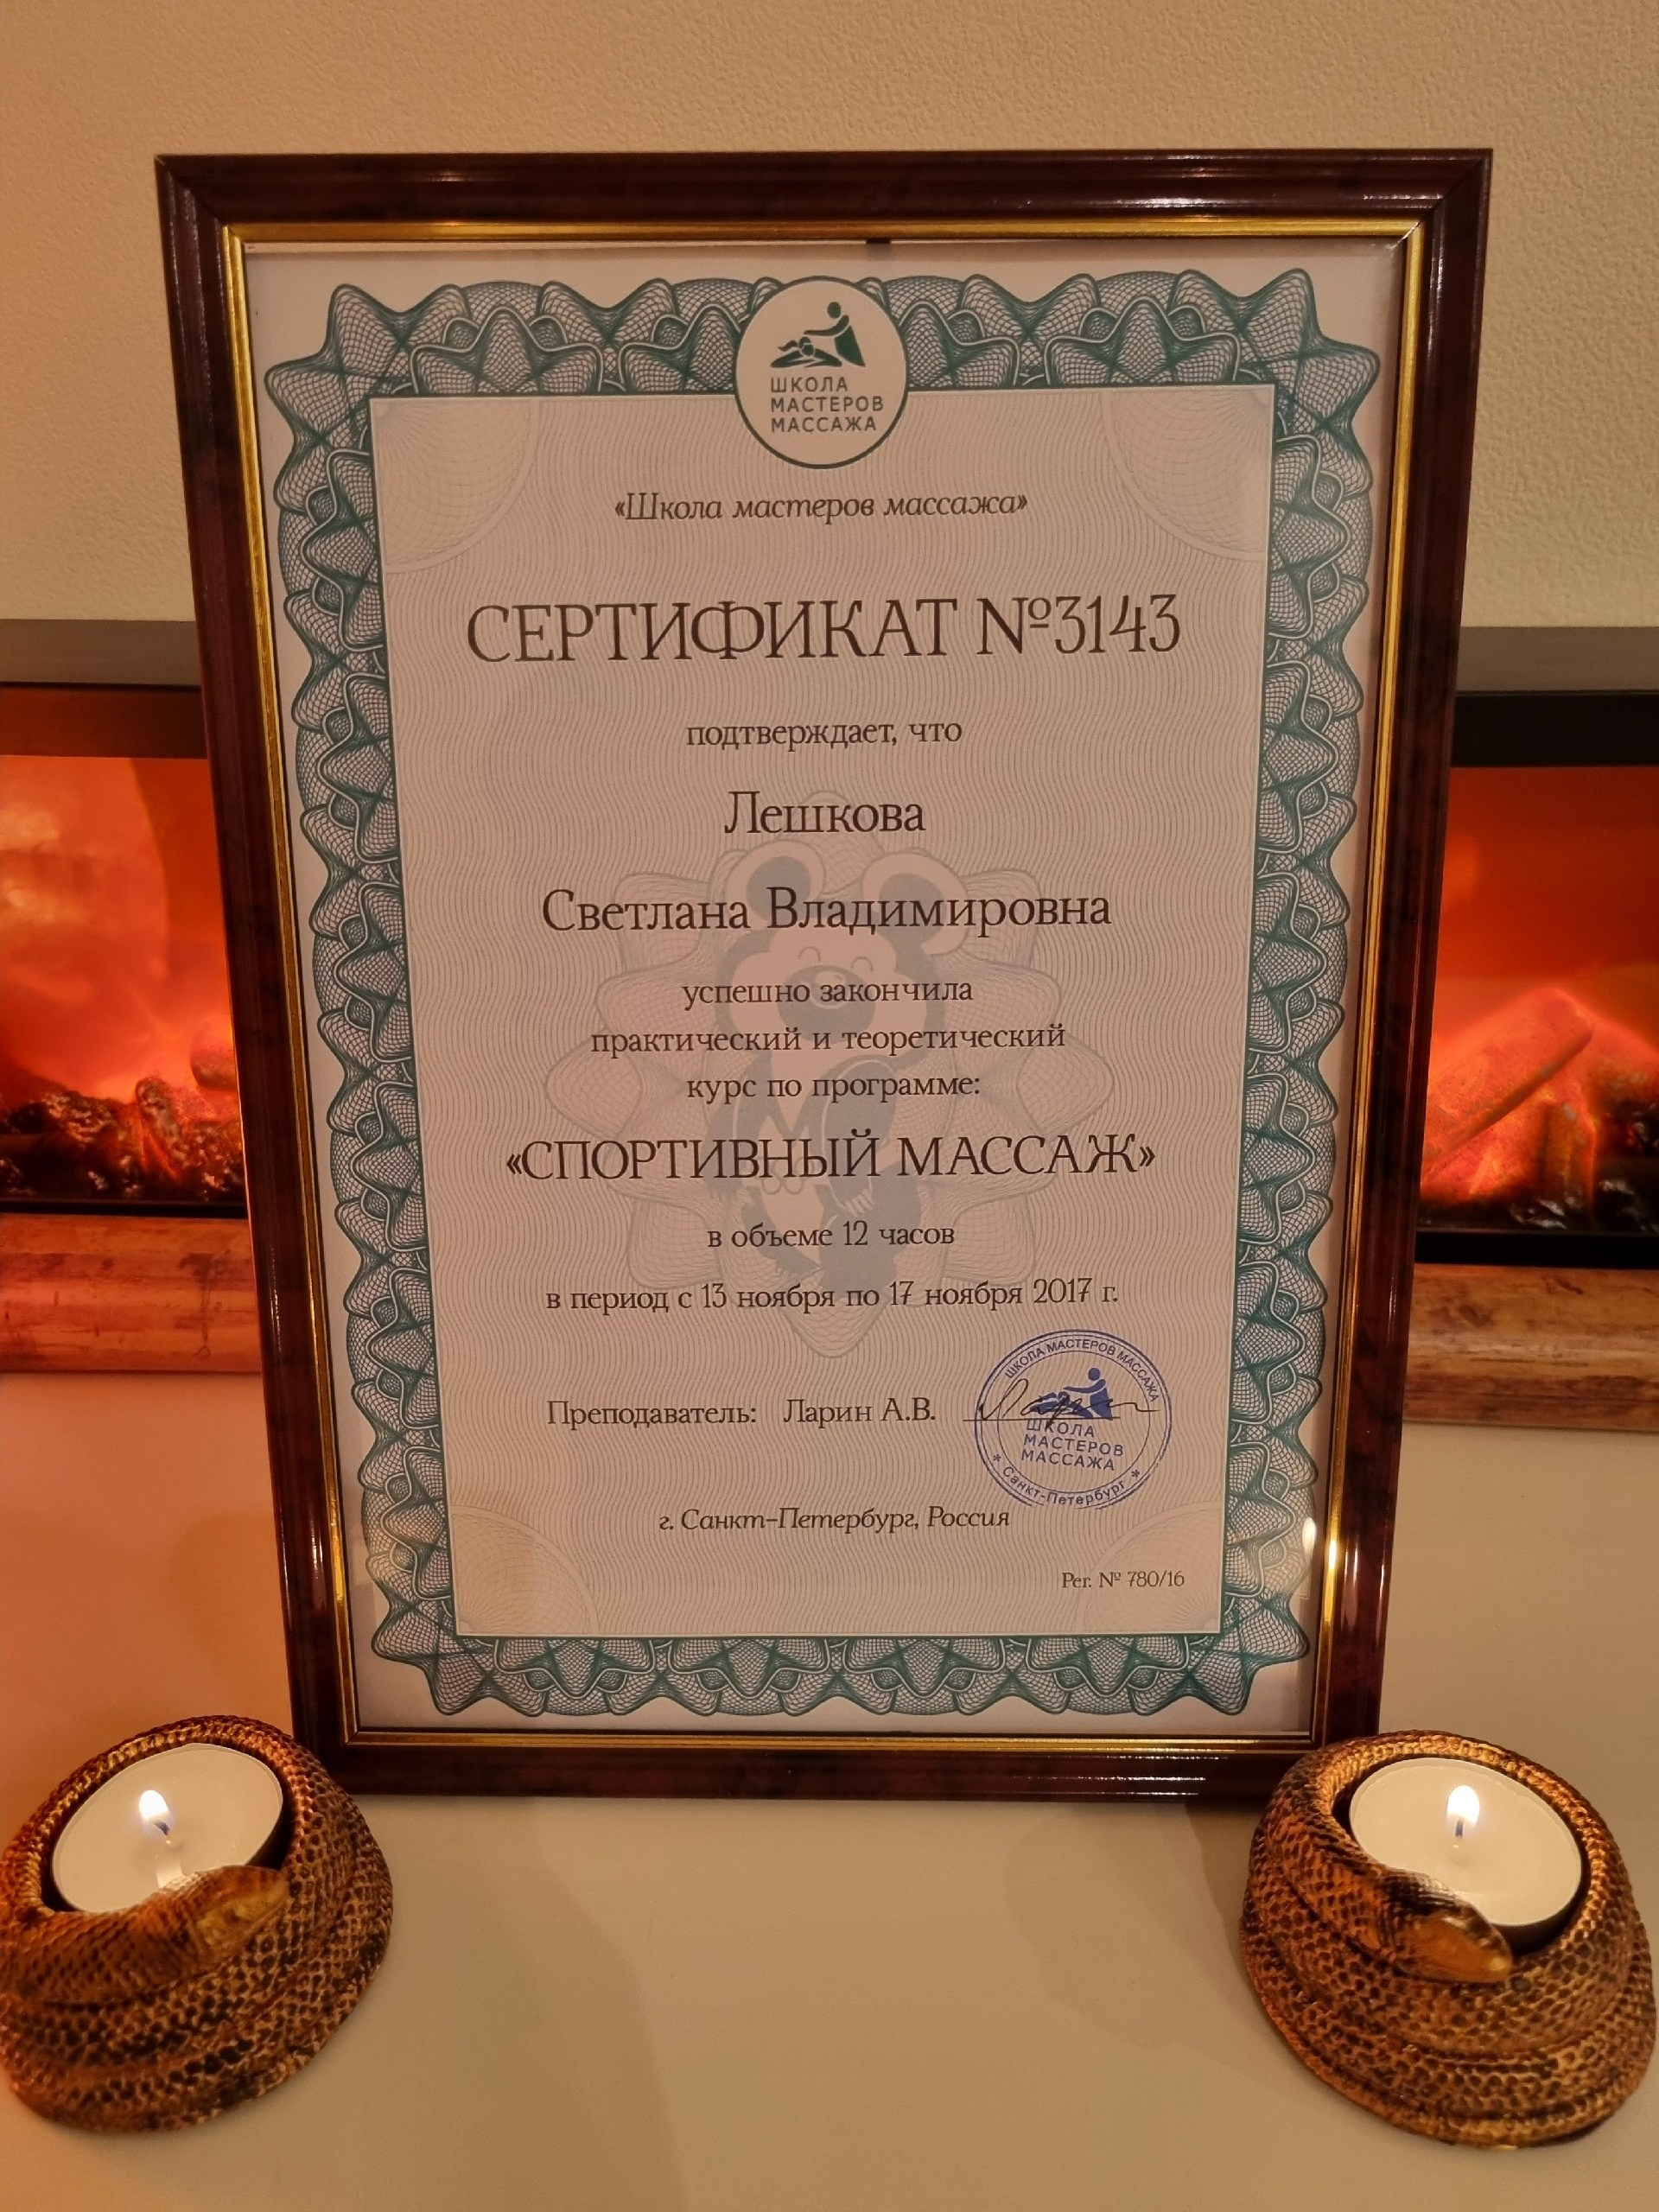 ШКОЛА
МАСТЕРОВ
МАССАЖА
«Школа мастеров массажа»
СЕРТИФИКАТ №3143
подтверждает, что
Лешкова
Светлана Владимировна
успешно закончила
практический и теоретический
курс по программе:
«СПОРТИВНЫЙ МАССАЖ»
в объеме 12 часов
в период с 13 ноября по 17 ноября 2017 г.
Преподаватель: Ларин А.В.
ШКОЛА МАСТЕРОВ МАССАЖА
ШКОЛА
МАСТЕРОВ
МАССАЖА
* Санкт-Петербург *
г. Санкт-Петербург, Россия
Рег. № 780/16